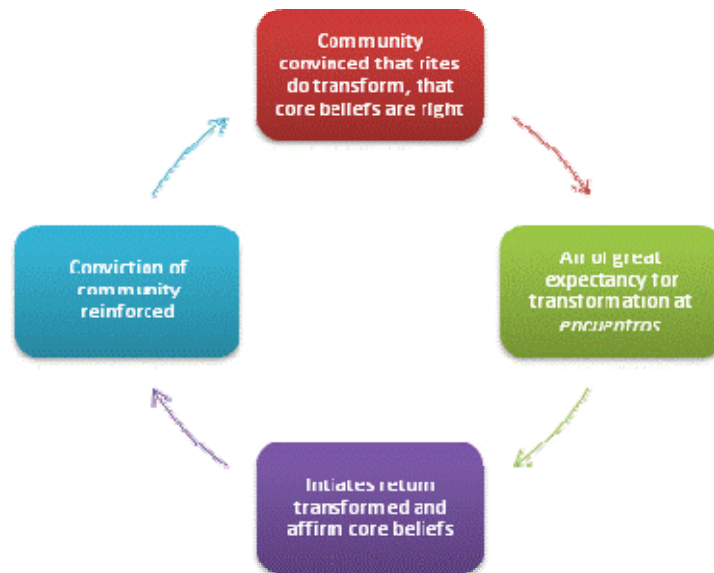 Community
convinced that rites
do transform, that
core beliefs are right
Air of great
expectancy for
transformation at
encuentros
Intiates return
transformed and
affirm core beliefs
Conviction of
community
reinforced